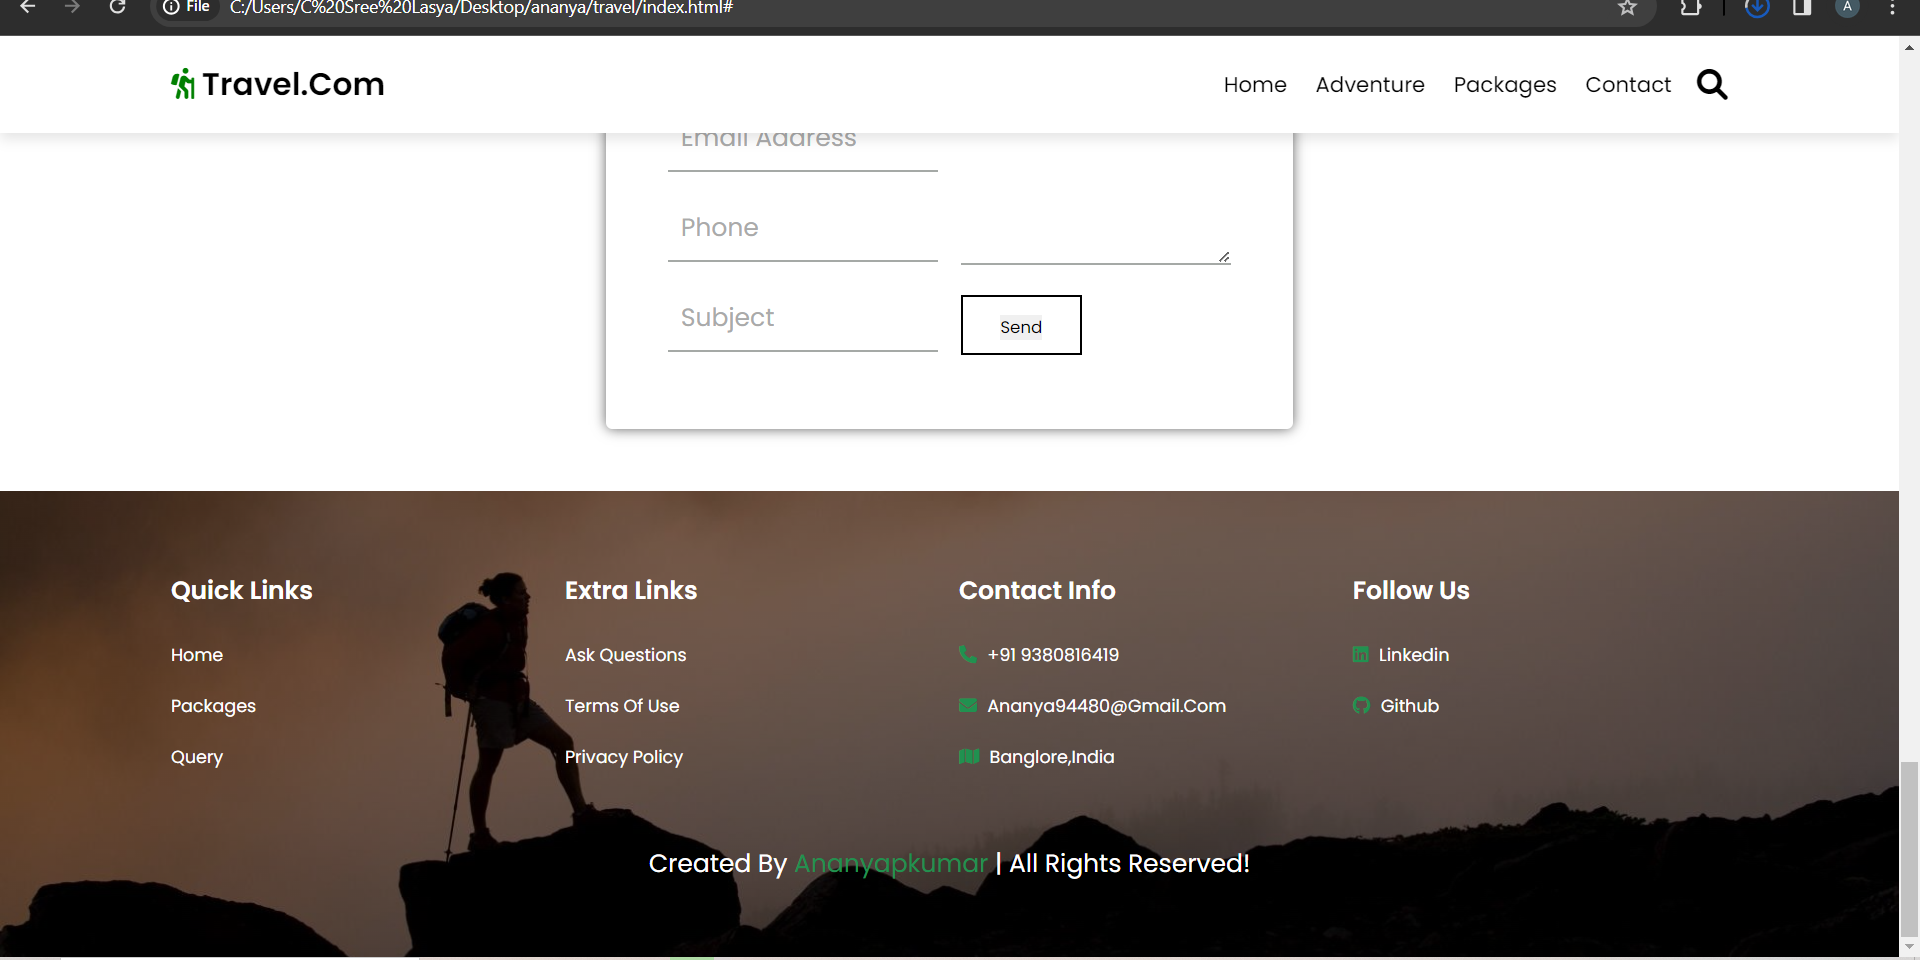 File C:/Users/C%20Sree%20Lasya/Desktop/ananya/travel/index.html# A
Travel.Com Home Adventure Packages Contact
Email Address
Phone
Subject Send
Quick Links Extra Links Contact Info Follow Us
Home Ask Questions +91 9380816419 in Linkedin
Packages Terms Of Use Ananya94480@Gmail.Com Github
Query Privacy Policy Banglore,India
Created By Ananyapkumar | All Rights Reserved!